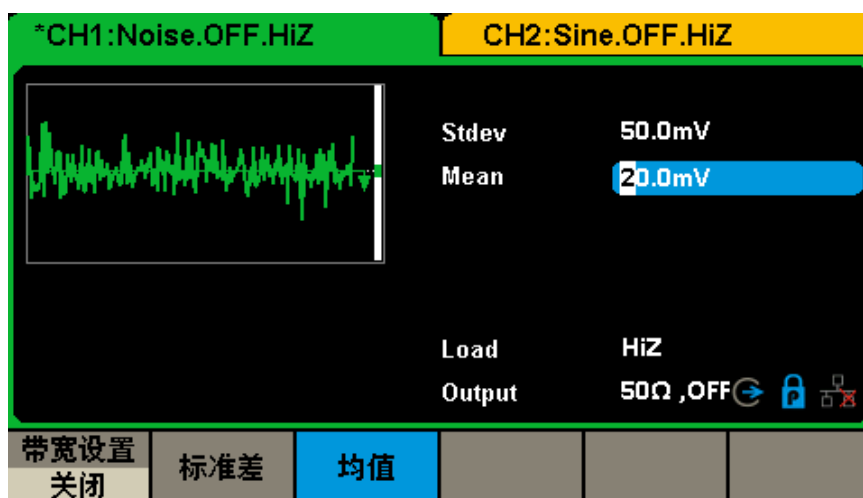 *CH1:Noise.OFF.HiZ
CH2:Sine.OFF.HiZ
Stdev 50.0mV
Mean 20.0mV
Load HiZ
Output 50Ω ,OFF
P
带宽设置
关闭
标准差
均值